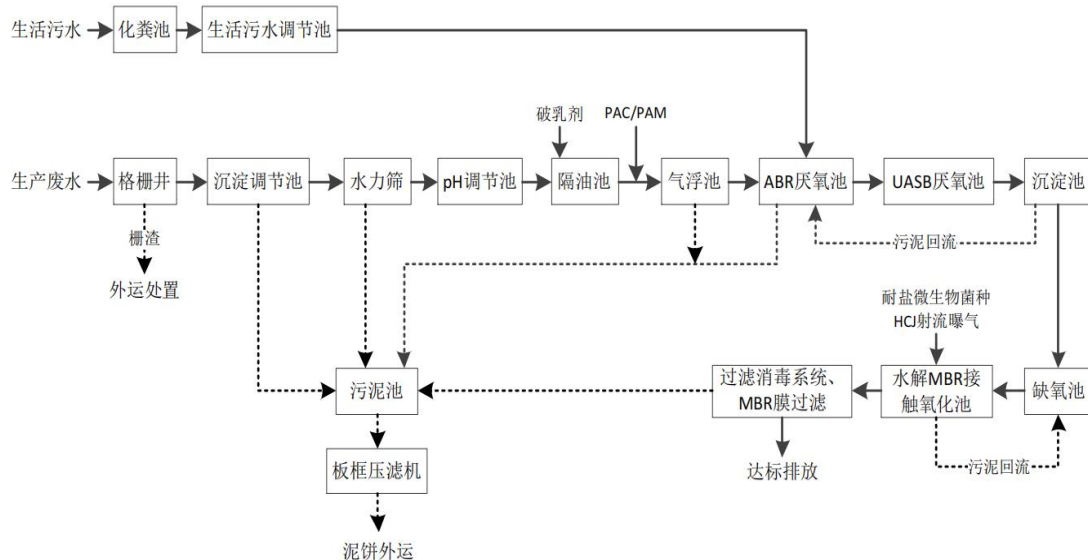 生活污水
化粪池
生活污水调节池
破乳剂
PAC/PAM
生产废水
格栅井
沉淀调节池
水力筛
pH调节池
隔油池
气浮池
ABR厌氧池
UASB厌氧池
沉淀池
栅渣
污泥回流
外运处置
耐盐微生物菌种
HCJ射流曝气
污泥池
过滤消毒系统、
MBR膜过滤
水解MBR接
触氧化池
缺氧池
板框压滤机
达标排放
污泥回流
泥饼外运